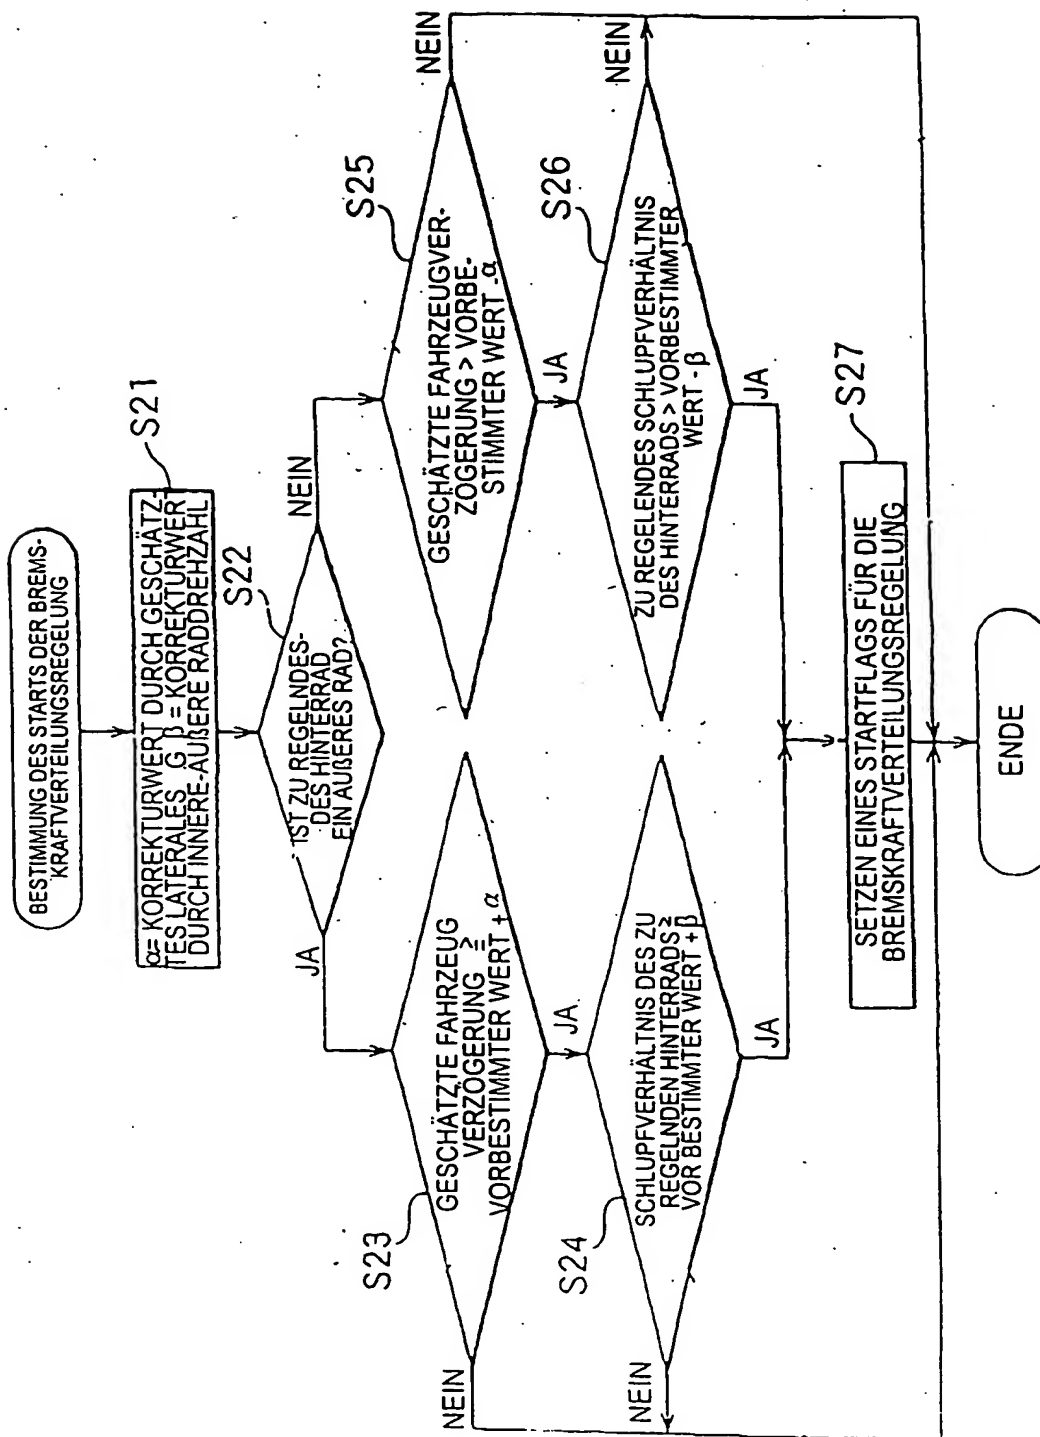 BESTIMMUNG DES STARTS DER BREMS-
KRAFTVERTEILUNGSREGELUNG
S21
α= KORREKTURWERT DURCH GESCHÄTZ-
TES LATERALES G β = KORREKTURWERT
DURCH INNERE-AUßERE RADDREHZAHL
S22
IST ZU REGELNDES-
DES HINTERRAD
EIN AUßERES RAD?
JA
NEIN
S23
GESCHÄTZTE FAHRZEUG
VERZÖGERUNG ≧
VORBESTIMMTER WERT + α
NEIN
JA
S25
GESCHÄTZTE FAHRZEUGVER-
ZÖGERUNG > VORBE-
STIMMTER WERT -α
NEIN
JA
S24
SCHLUPFVERHÄLTNIS DES ZU
REGELNDEN HINTERRADS ≧
VOR BESTIMMTER WERT +β
NEIN
JA
S26
ZU REGELENDES SCHLUPFVERHÄLTNIS
DES HINTERRADS > VORBESTIMMTER
WERT - β
NEIN
JA
S27
SETZEN EINES STARTFLAGS FÜR DIE
BREMSKRAFTVERTEILUNGSREGELUNG
ENDE